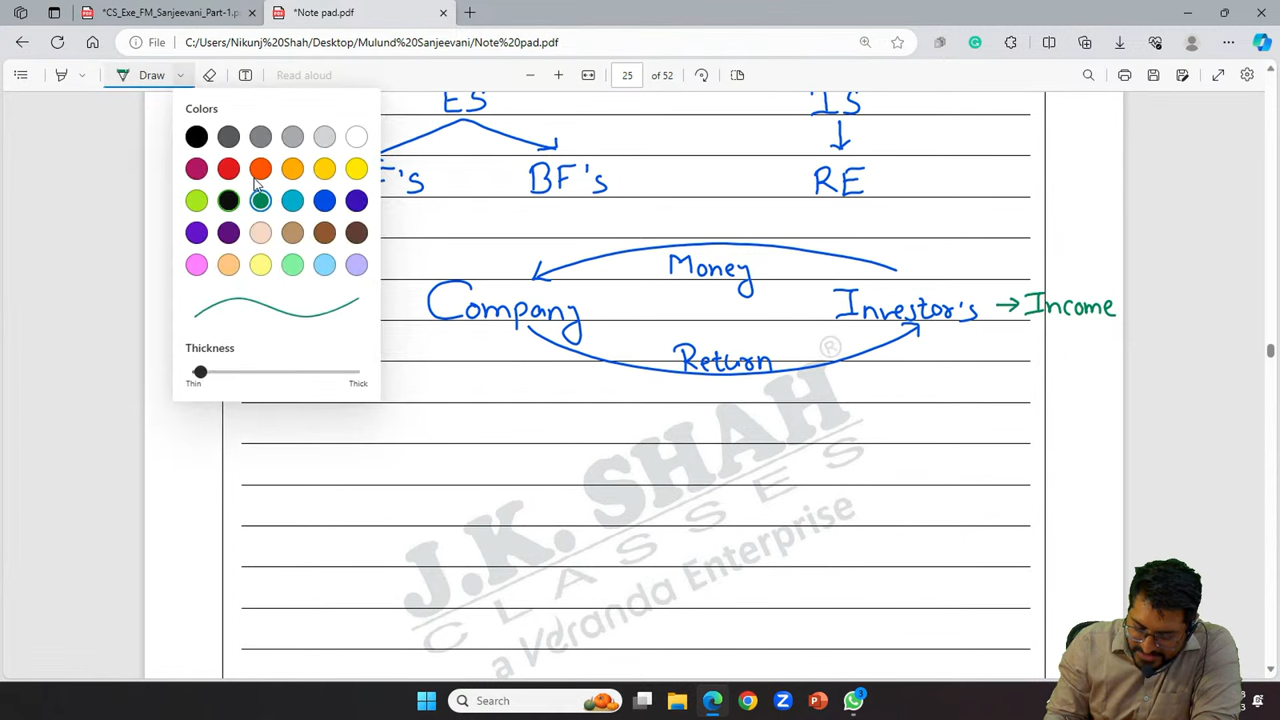 *CS_Exe_FM_Sanjeevani_Part-1.p
*Note pad.pdf
File
C:/Users/Nikunj%20Shah/Desktop/Mulund%20Sanjeevani/Note%20pad.pdf
Draw
Read aloud
25 of 52
Colors
Thickness
Thin Thick
ES IS
F's BF's RE
Money
Company Investor's → Income
Return
J.K. SHAH ®
CLASSES
a Veranda Enterprise
Search
3